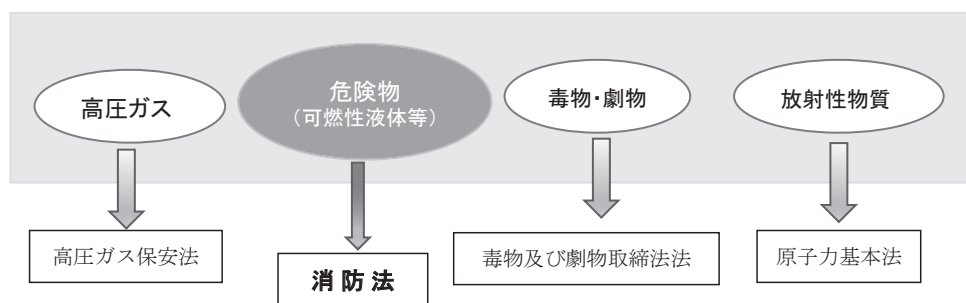 高圧ガス
危険物
（可燃性液体等）
毒物・劇物
放射性物質
高圧ガス保安法
消防法
毒物及び劇物取締法法
原子力基本法